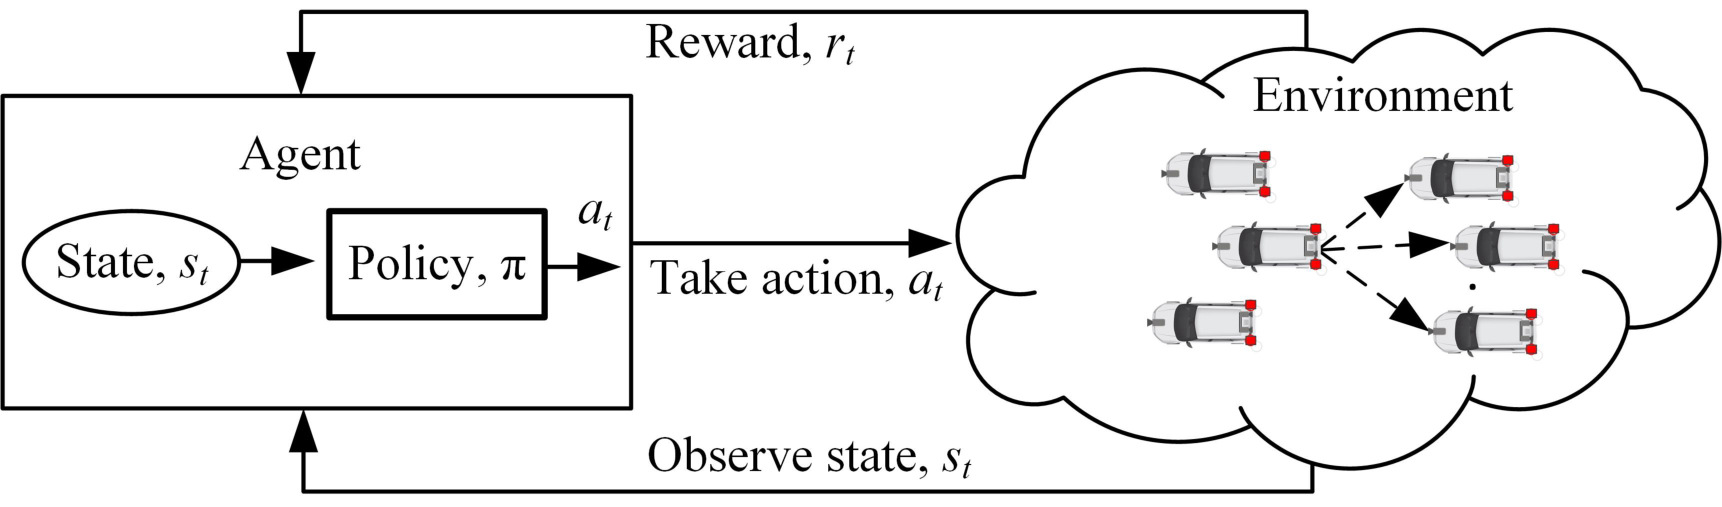 Reward, rt
Environment
Agent
at
State, st
Policy, π
Take action, at
Observe state, st